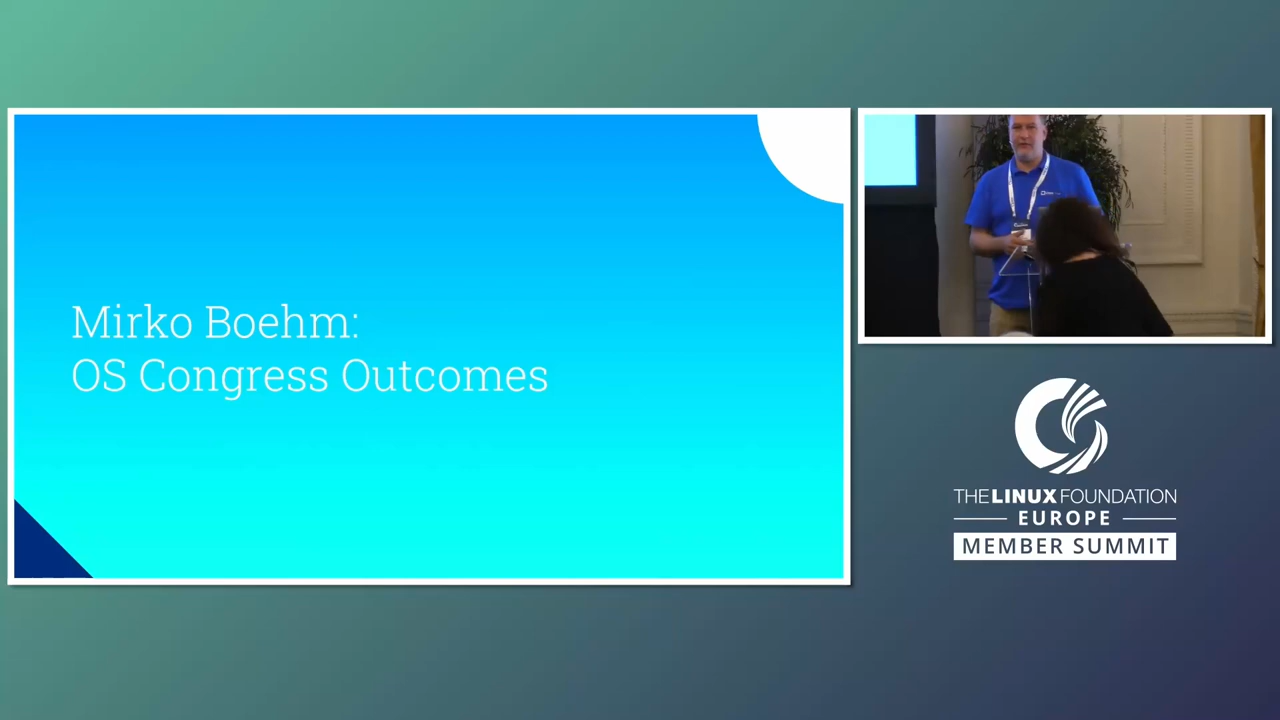 Mirko Boehm:
OS Congress Outcomes
THE LINUX FOUNDATION
EUROPE
MEMBER SUMMIT